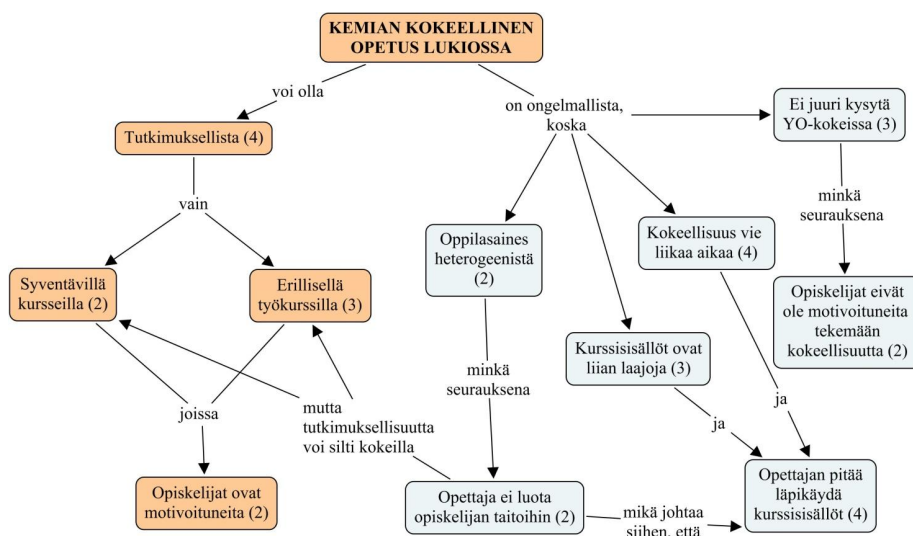 KEMIAN KOKEELLINEN
OPETUS LUKIOSSA
voi olla
on ongelmallista,
koska
Ei juuri kysytä
YO-kokeissa (3)
Tutkimuksellista (4)
vain
minkä
seurauksena
Oppilasaines
heterogeenistä
(2)
Kokeellisuus vie
liikaa aikaa (4)
Syventävillä
kursseilla (2)
Erillisellä
työkurssilla (3)
Opiskelijat eivät
ole motivoituneita
tekemään
kokeellisuutta (2)
Kurssisisällöt ovat
liian laajoja (3)
minkä
seurauksena
joissa
mutta
tutkimuksellisuutta
voi silti kokeilla
ja
ja
Opiskelijat ovat
motivoituneita (2)
Opettaja ei luota
opiskelijan taitoihin (2)
mikä johtaa
siihen, että
Opettajan pitää
läpikäydä
kurssisisällöt (4)